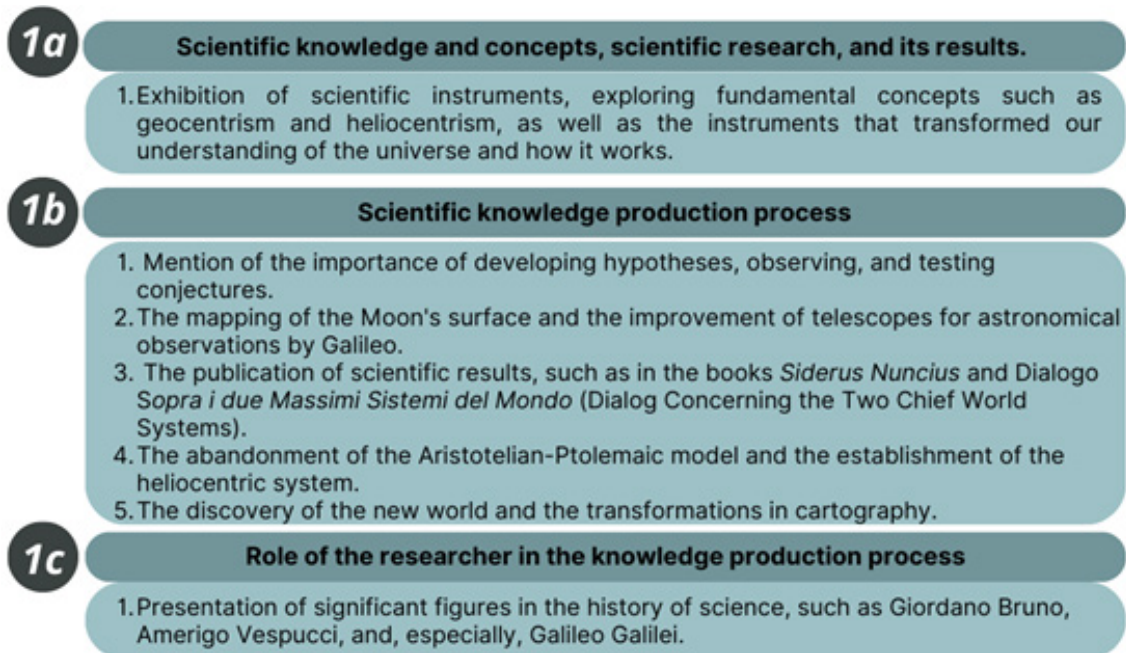 1a
Scientific knowledge and concepts, scientific research, and its results.
1.Exhibition of scientific instruments, exploring fundamental concepts such as
geocentrism and heliocentrism, as well as the instruments that transformed our
understanding of the universe and how it works.
1b
Scientific knowledge production process
1. Mention of the importance of developing hypotheses, observing, and testing
conjectures.
2.The mapping of the Moon's surface and the improvement of telescopes for astronomical
observations by Galileo.
3. The publication of scientific results, such as in the books Siderus Nuncius and Dialogo
Sopra i due Massimi Sistemi del Mondo (Dialog Concerning the Two Chief World
Systems).
4.The abandonment of the Aristotelian-Ptolemaic model and the establishment of the
heliocentric system.
5.The discovery of the new world and the transformations in cartography.
1c
Role of the researcher in the knowledge production process
1.Presentation of significant figures in the history of science, such as Giordano Bruno,
Amerigo Vespucci, and, especially, Galileo Galilei.